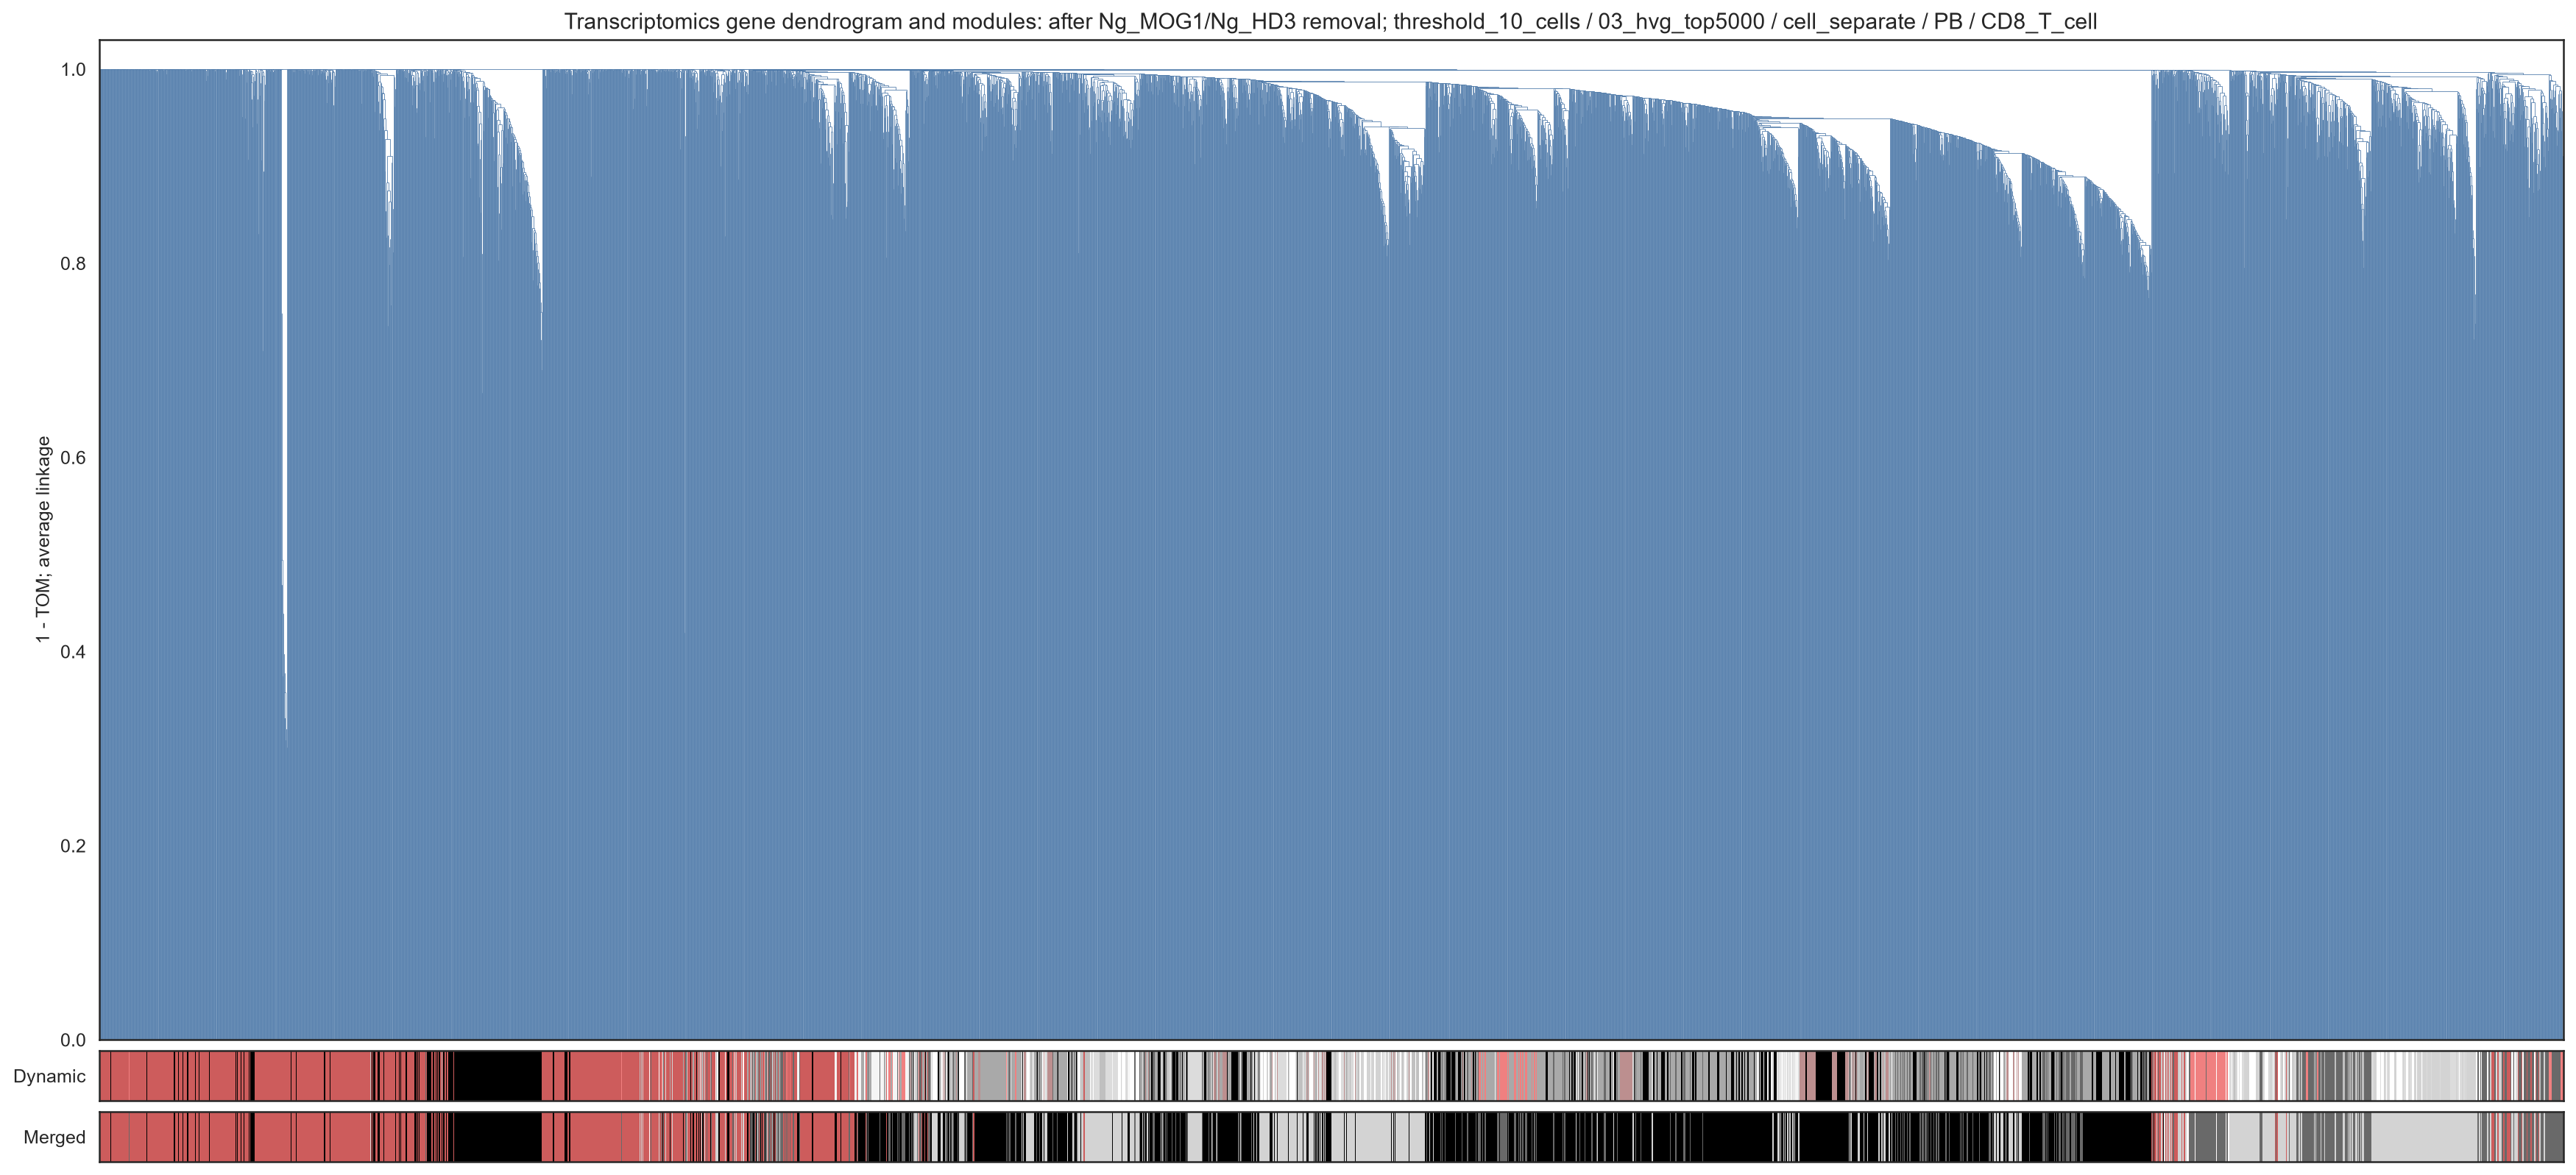 Transcriptomics gene dendrogram and modules: after Ng_MOG1/Ng_HD3 removal; threshold_10_cells / 03_hvg_top5000 / cell_separate / PB / CD8_T_cell
1.0
0.8
0.6
0.4
0.2
0.0
1 - TOM; average linkage
Dynamic
Merged